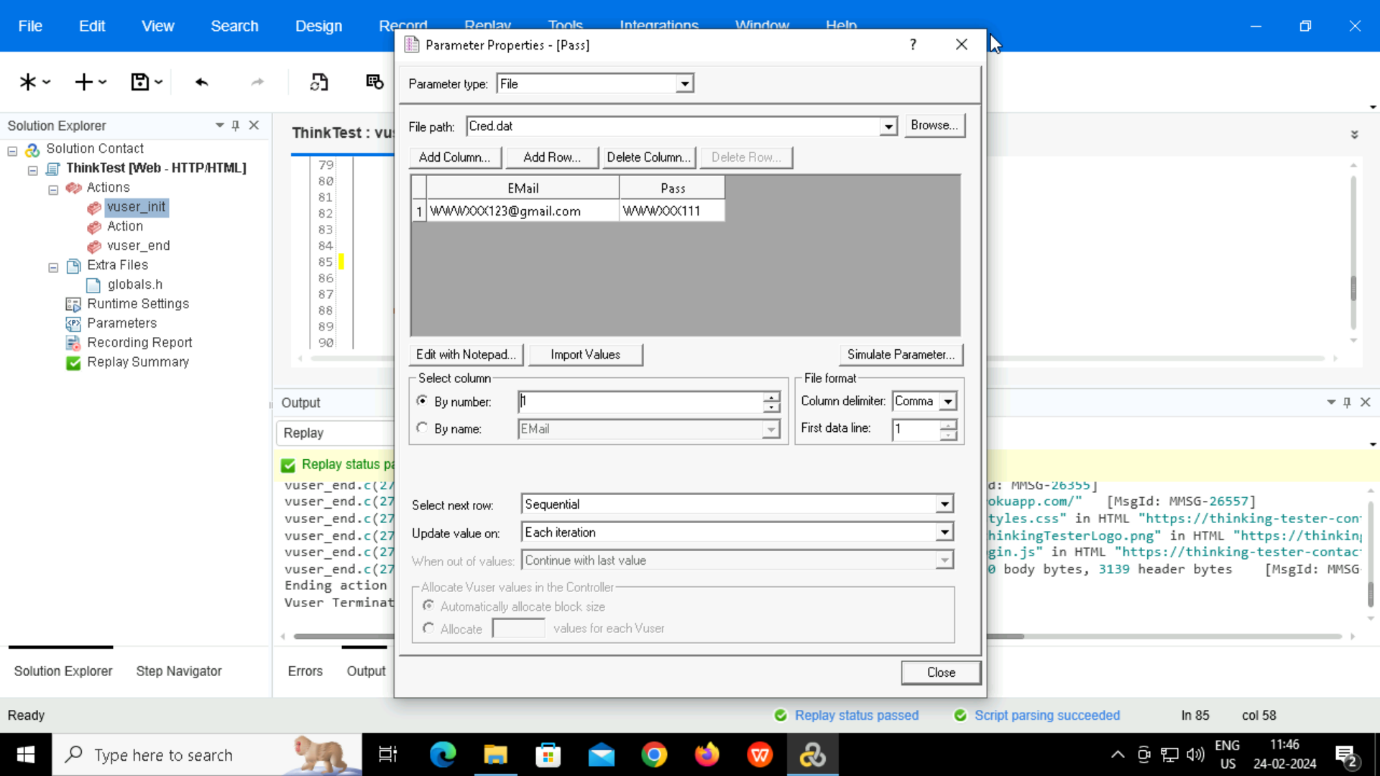 File Edit View Search Design Record Replay Tools Integrations Window Help
Parameter Properties - [Pass] ?
Parameter type: File
File path: Cred.dat Browse...
Add Column... Add Row... Delete Column... Delete Row...
EMail Pass
1 WWWXXX123@gmail.com WWWXXX111
Edit with Notepad... Import Values Simulate Parameter...
Select column
By number: 1
By name: EMail
File format
Column delimiter: Comma
First data line: 1
Select next row: Sequential
Update value on: Each iteration
When out of values: Continue with last value
Allocate Vuser values in the Controller
Automatically allocate block size
Allocate values for each Vuser
Close
Solution Explorer
Solution Contact
ThinkTest [Web - HTTP/HTML]
Actions
vuser_init
Action
vuser_end
Extra Files
globals.h
Runtime Settings
Parameters
Recording Report
Replay Summary
Solution Explorer Step Navigator
ThinkTest : vu
79
80
81
82
83
84
85
86
87
88
89
90
Output
Replay
Replay status pa
vuser_end.c(27 d: MMSG-26355]
vuser_end.c(27 okuapp.com/" [MsgId: MMSG-26557]
vuser_end.c(27 tyles.css" in HTML "https://thinking-tester-con
vuser_end.c(27 hinkingTesterLogo.png" in HTML "https://thinking
vuser_end.c(27 gin.js" in HTML "https://thinking-tester-contac
vuser_end.c(27 0 body bytes, 3139 header bytes [MsgId: MMSG-
Ending action
Vuser Terminat
Errors Output
Ready Replay status passed Script parsing succeeded ln 85 col 58
Type here to search
ENG
US
11:46
24-02-2024
2